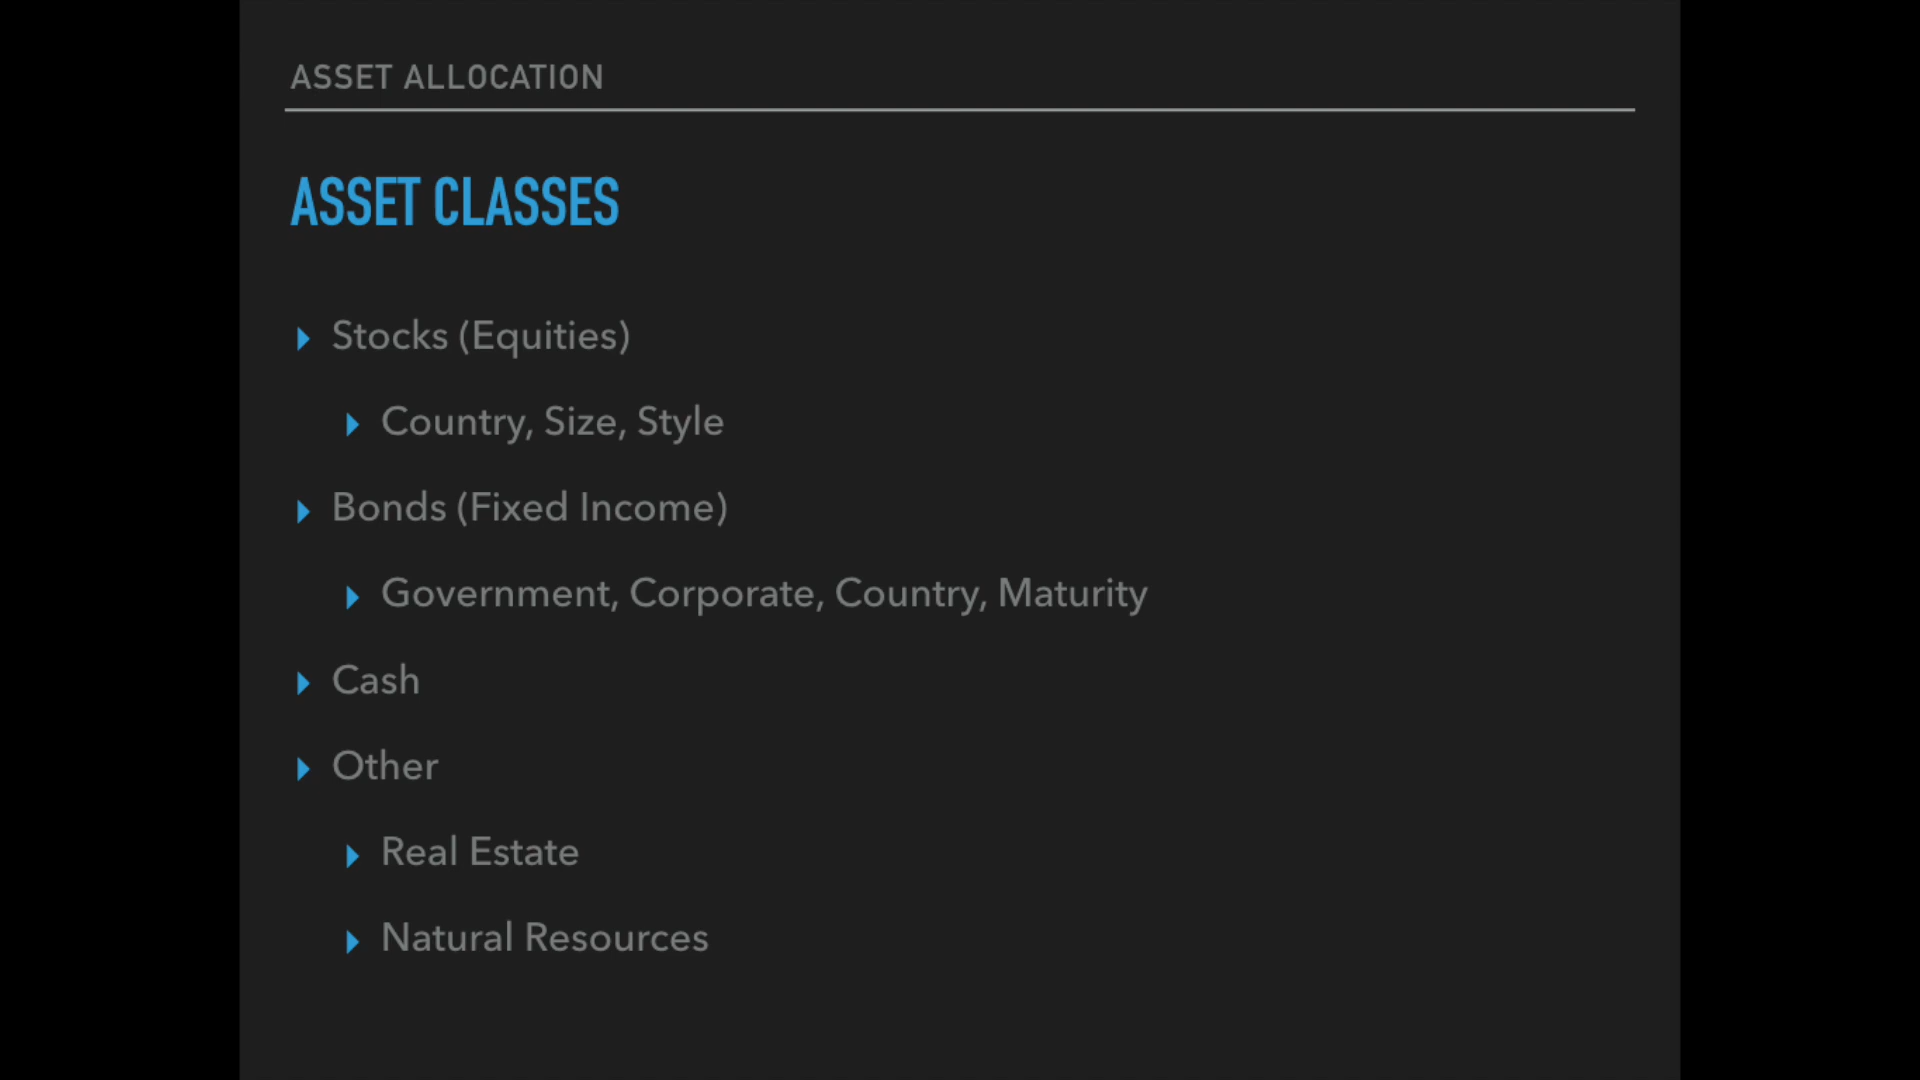 ASSET ALLOCATION
ASSET CLASSES
Stocks (Equities)
Country, Size, Style
Bonds (Fixed Income)
Government, Corporate, Country, Maturity
Cash
Other
Real Estate
Natural Resources